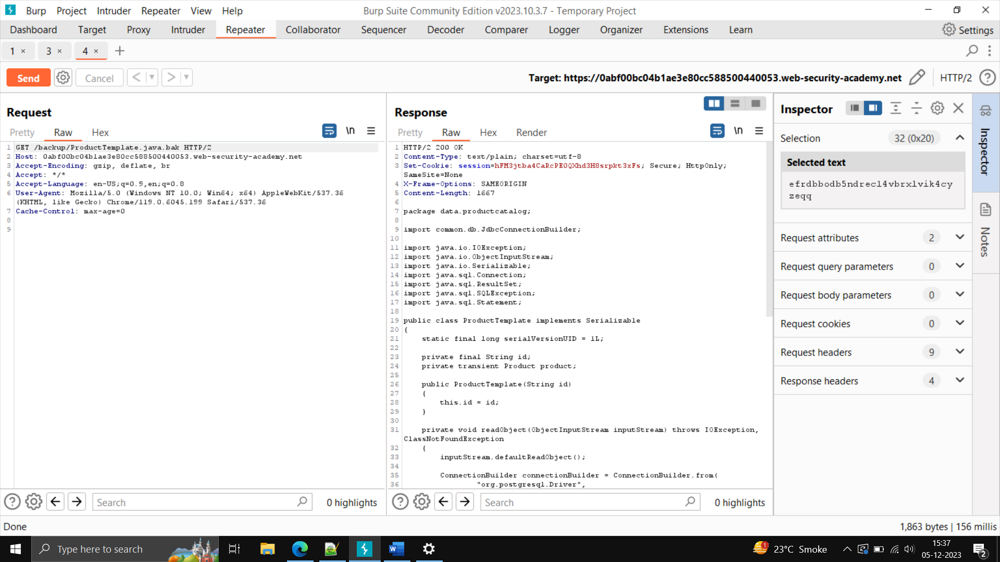 Burp Project Intruder Repeater View Help Burp Suite Community Edition v2023.10.3.7 - Temporary Project
Dashboard Target Proxy Intruder Repeater Collaborator Sequencer Decoder Comparer Logger Organizer Extensions Learn Settings
1 × 3 × 4 × +
Send Cancel < > Target: https://0abf00bc04b1ae3e80cc588500440053.web-security-academy.net HTTP/2
Request
Pretty Raw Hex \n
1 GET /backup/ProductTemplate.java.bak HTTP/2
2 Host: 0abf00bc04b1ae3e80cc588500440053.web-security-academy.net
3 Accept-Encoding: gzip, deflate, br
4 Accept: */*
5 Accept-Language: en-US;q=0.9,en;q=0.8
6 User-Agent: Mozilla/5.0 (Windows NT 10.0; Win64; x64) AppleWebKit/537.36
(KHTML, like Gecko) Chrome/119.0.6045.199 Safari/537.36
7 Cache-Control: max-age=0
8
9
Search 0 highlights
Response
Pretty Raw Hex Render \n
1 HTTP/2 200 OK
2 Content-Type: text/plain; charset=utf-8
3 Set-Cookie: session=hFM3jtba4CaRcPEOQXhd3H8srpkt3xFs; Secure; HttpOnly;
SameSite=None
4 X-Frame-Options: SAMEORIGIN
5 Content-Length: 1667
6
7 package data.productcatalog;
8
9 import common.db.JdbcConnectionBuilder;
10
11 import java.io.IOException;
12 import java.io.ObjectInputStream;
13 import java.io.Serializable;
14 import java.sql.Connection;
15 import java.sql.ResultSet;
16 import java.sql.SQLException;
17 import java.sql.Statement;
18
19 public class ProductTemplate implements Serializable
20 {
21 static final long serialVersionUID = 1L;
22
23 private final String id;
24 private transient Product product;
25
26 public ProductTemplate(String id)
27 {
28 this.id = id;
29 }
30
31 private void readObject(ObjectInputStream inputStream) throws IOException,
ClassNotFoundException
32 {
33 inputStream.defaultReadObject();
34
35 ConnectionBuilder connectionBuilder = ConnectionBuilder.from(
36 "org.postgresql.Driver",
Search 0 highlights
Inspector
Selection 32 (0x20)
Selected text
efrdbbodb5ndrec14vbrxlvik4cy
zeqq
Request attributes 2
Request query parameters 0
Request body parameters 0
Request cookies 0
Request headers 9
Response headers 4
Inspector
Notes
Done 1,863 bytes | 156 millis
Type here to search 1 23°C Smoke 15:37
05-12-2023 2